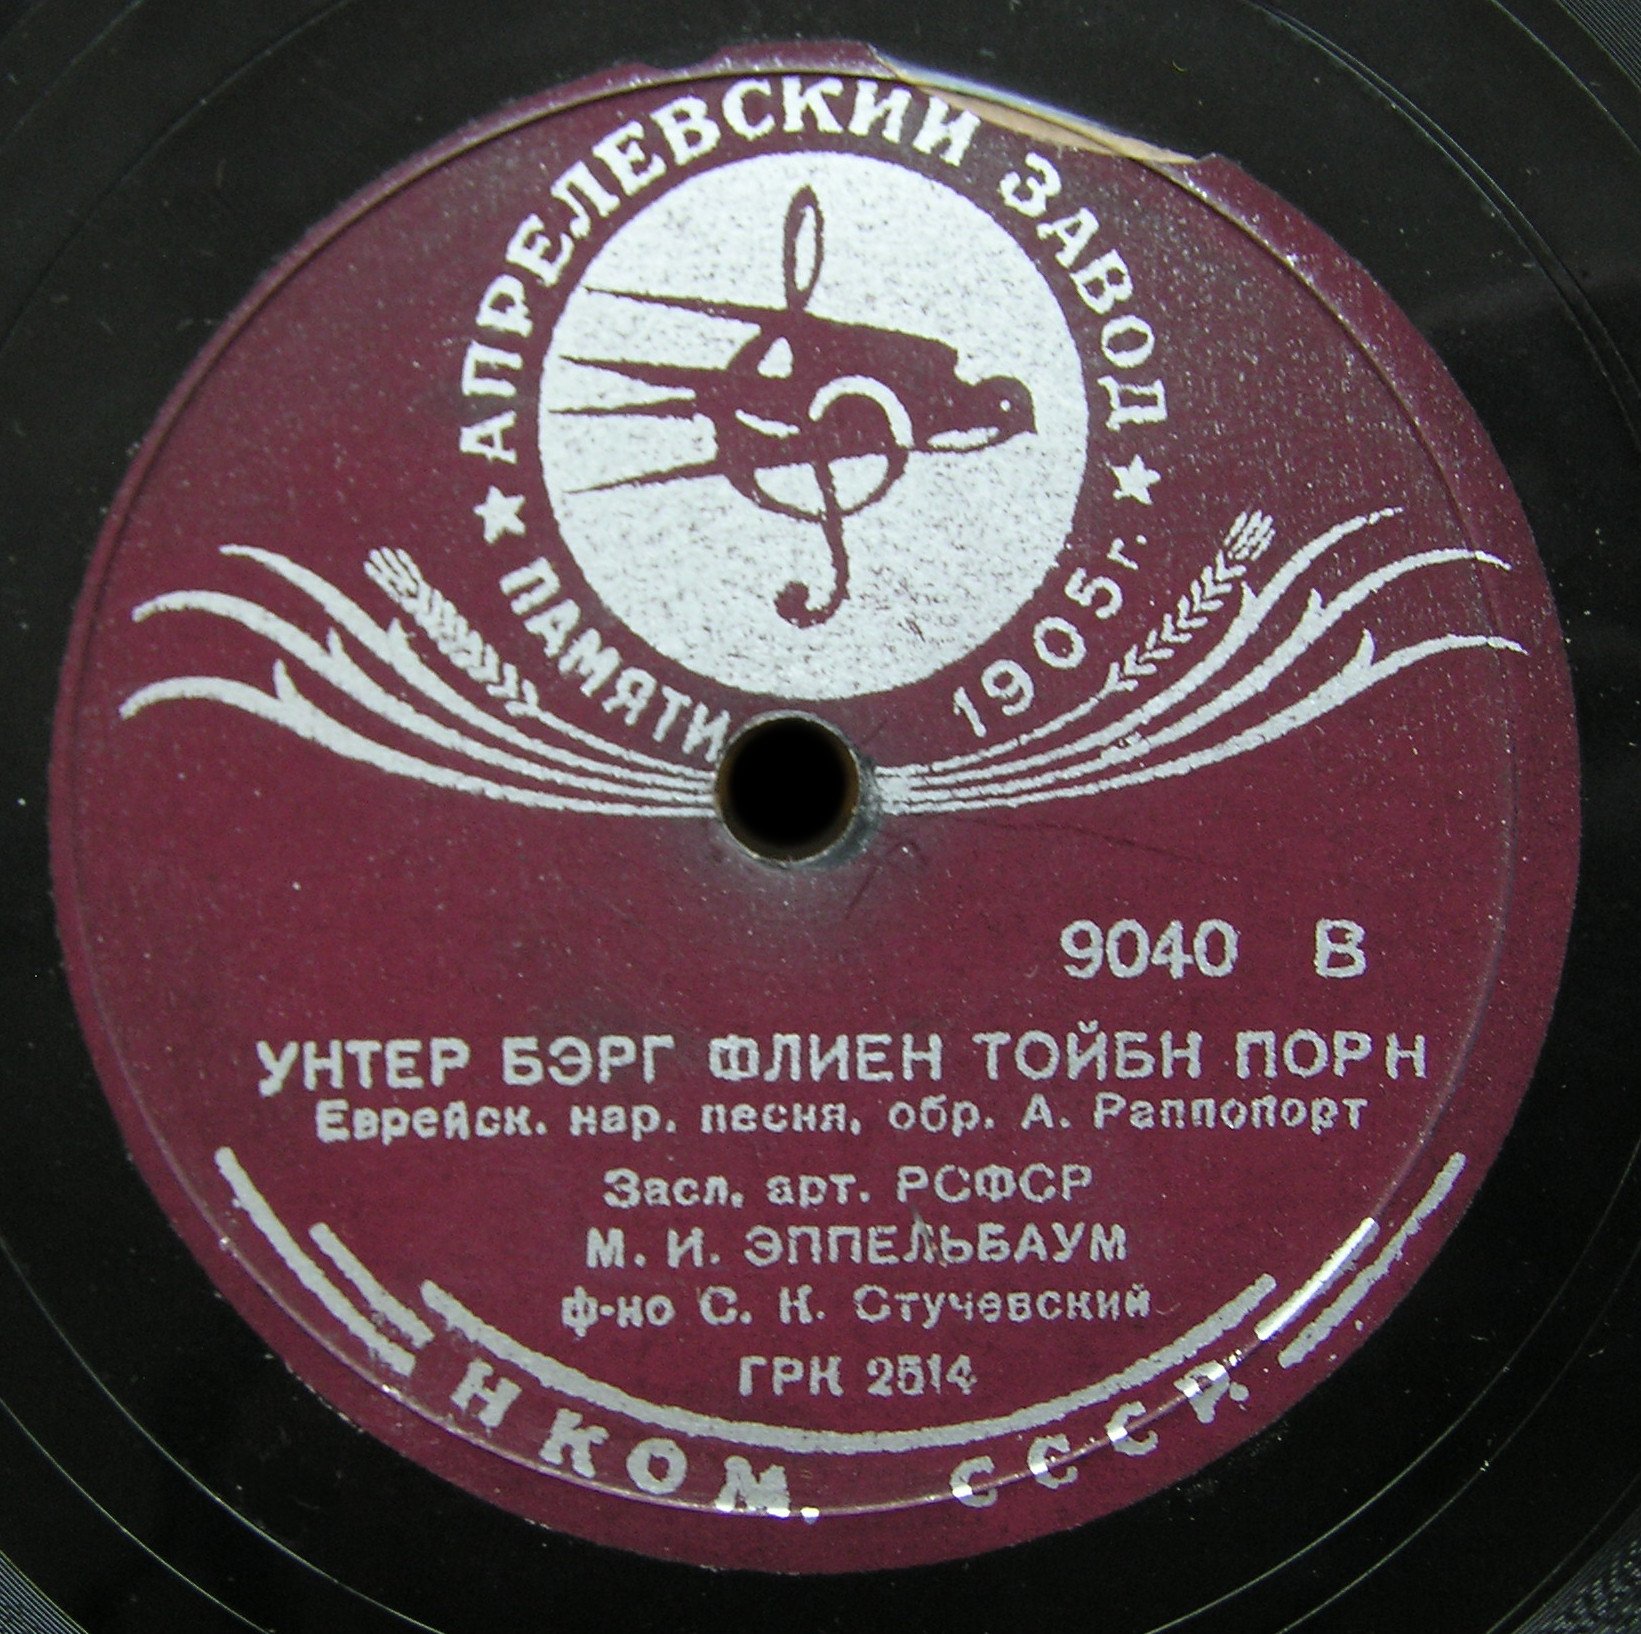 АПРЕЛЕВСКИЙ ЗАВОД
ПАМЯТИ 1905 г.
9040 В
УНТЕР БЭРГ ФЛИЕН ТОЙБН ПОРН
Еврейск. нар. песня, обр. А. Раппопорт
Засл. арт. РСФСР
М. И. ЭППЕЛЬБАУМ
ф-но С. К. Стучевский
ГРК 2514
НКОМ. СССР